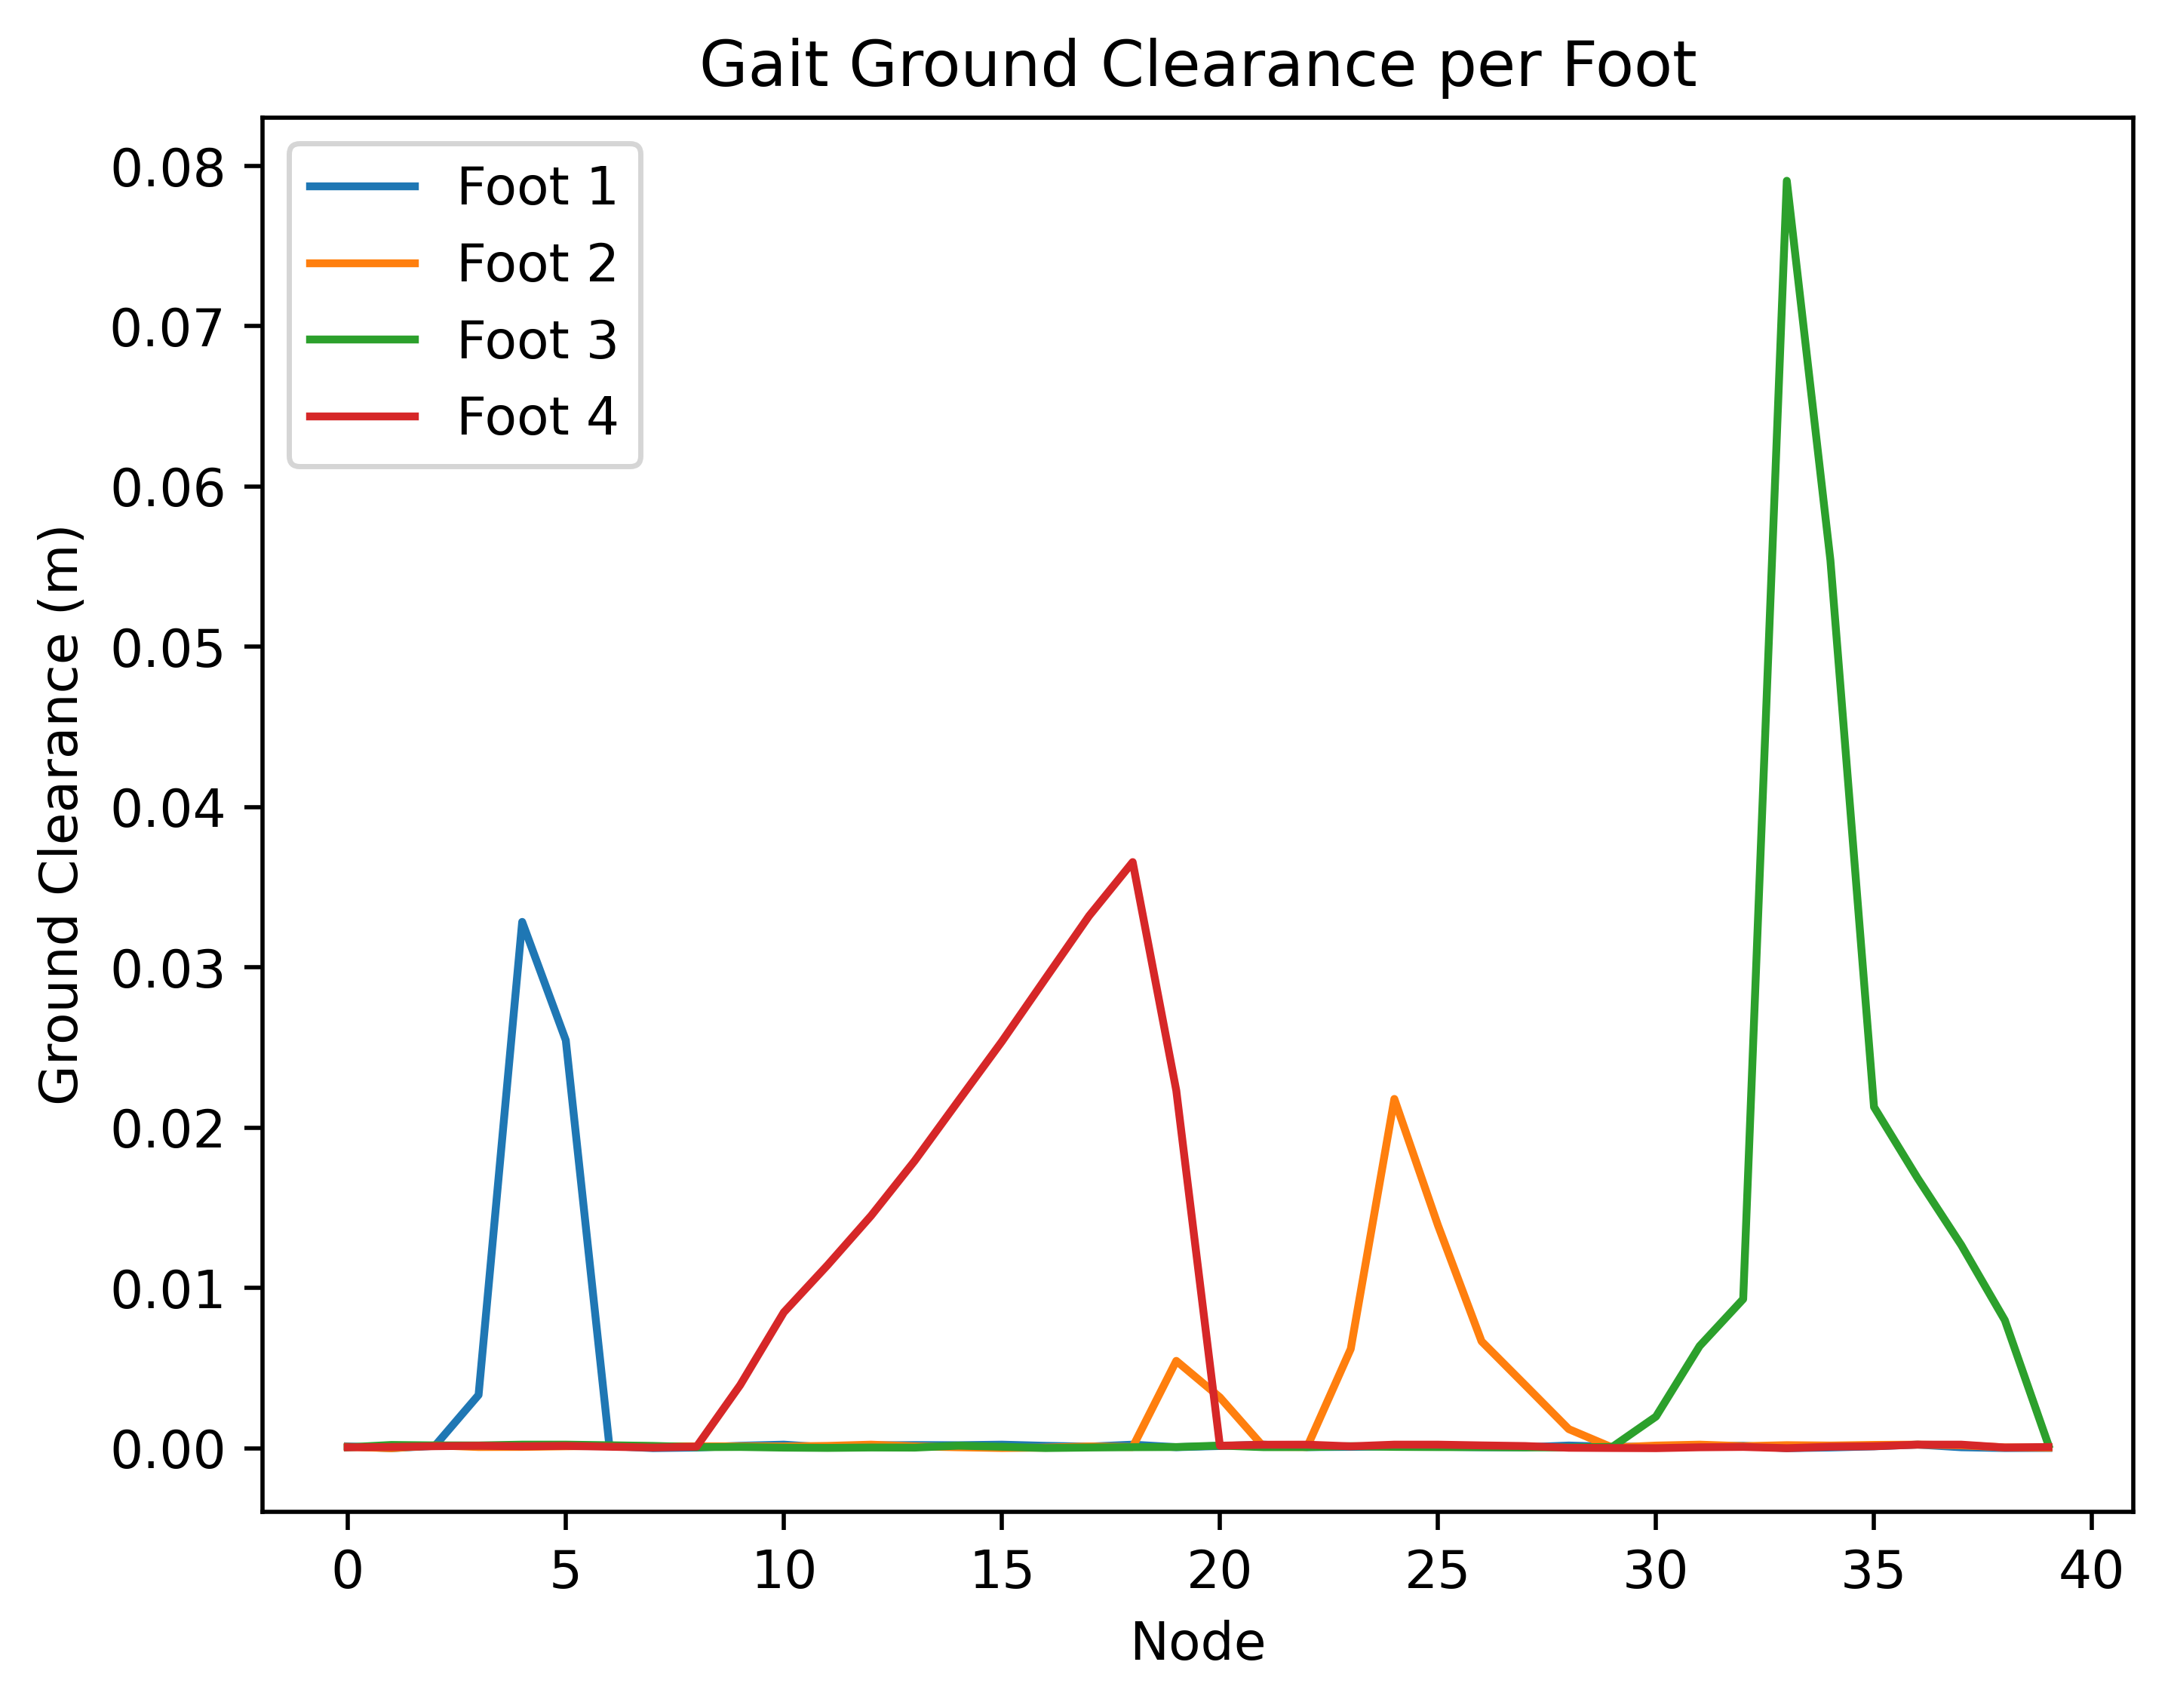 Gait Ground Clearance per Foot
Foot 1
Foot 2
Foot 3
Foot 4
Ground Clearance (m)
0.08
0.07
0.06
0.05
0.04
0.03
0.02
0.01
0.00
0 5 10 15 20 25 30 35 40
Node